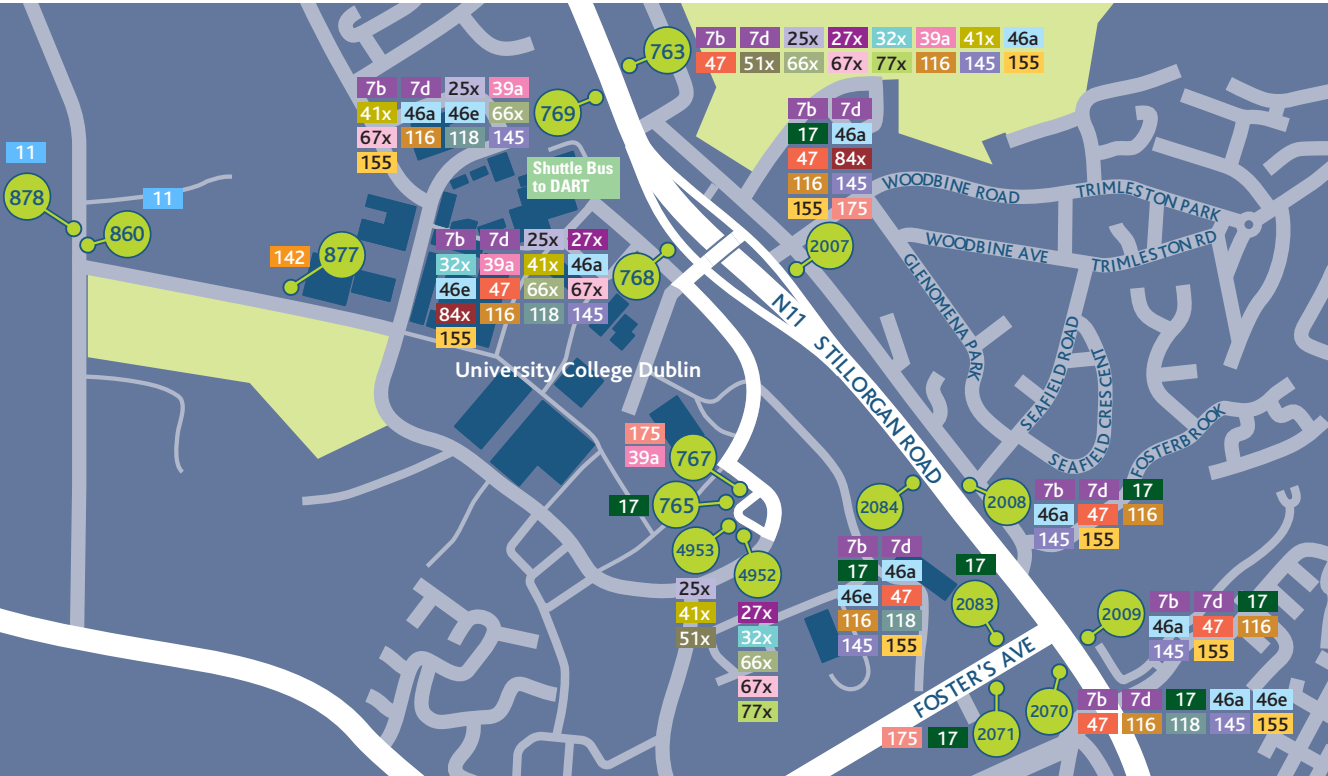 763
7b 7d 25x 27x 32x 39a 41x 46a
47 51x 66x 67x 77x 116 145 155
769
7b 7d 25x 39a
41x 46a 46e 66x
67x 116 118 145
155
Shuttle Bus
to DART
7b 7d
17 46a
47 84x
116 145
155 175
2007
11
878
11
860
142
877
7b 7d 25x 27x
32x 39a 41x 46a
46e 47 66x 67x
84x 116 118 145
155
768
WOODBINE ROAD
TRIMLESTON PARK
WOODBINE AVE
TRIMLESTON RD
GLENOMENA PARK
SEAFIELD ROAD
SEAFIELD CRESCENT
FOSTERBROOK
N11 STILLORGAN ROAD
University College Dublin
175
39a
767
17
765
4953
25x
41x
51x
4952
27x
32x
66x
67x
77x
2084
7b 7d
17 46a
46e 47
116 118
145 155
2008
7b 7d 17
46a 47 116
145 155
17
2083
2009
7b 7d 17
46a 47 116
145 155
FOSTER'S AVE
2070
7b 7d 17 46a 46e
47 116 118 145 155
175 17
2071